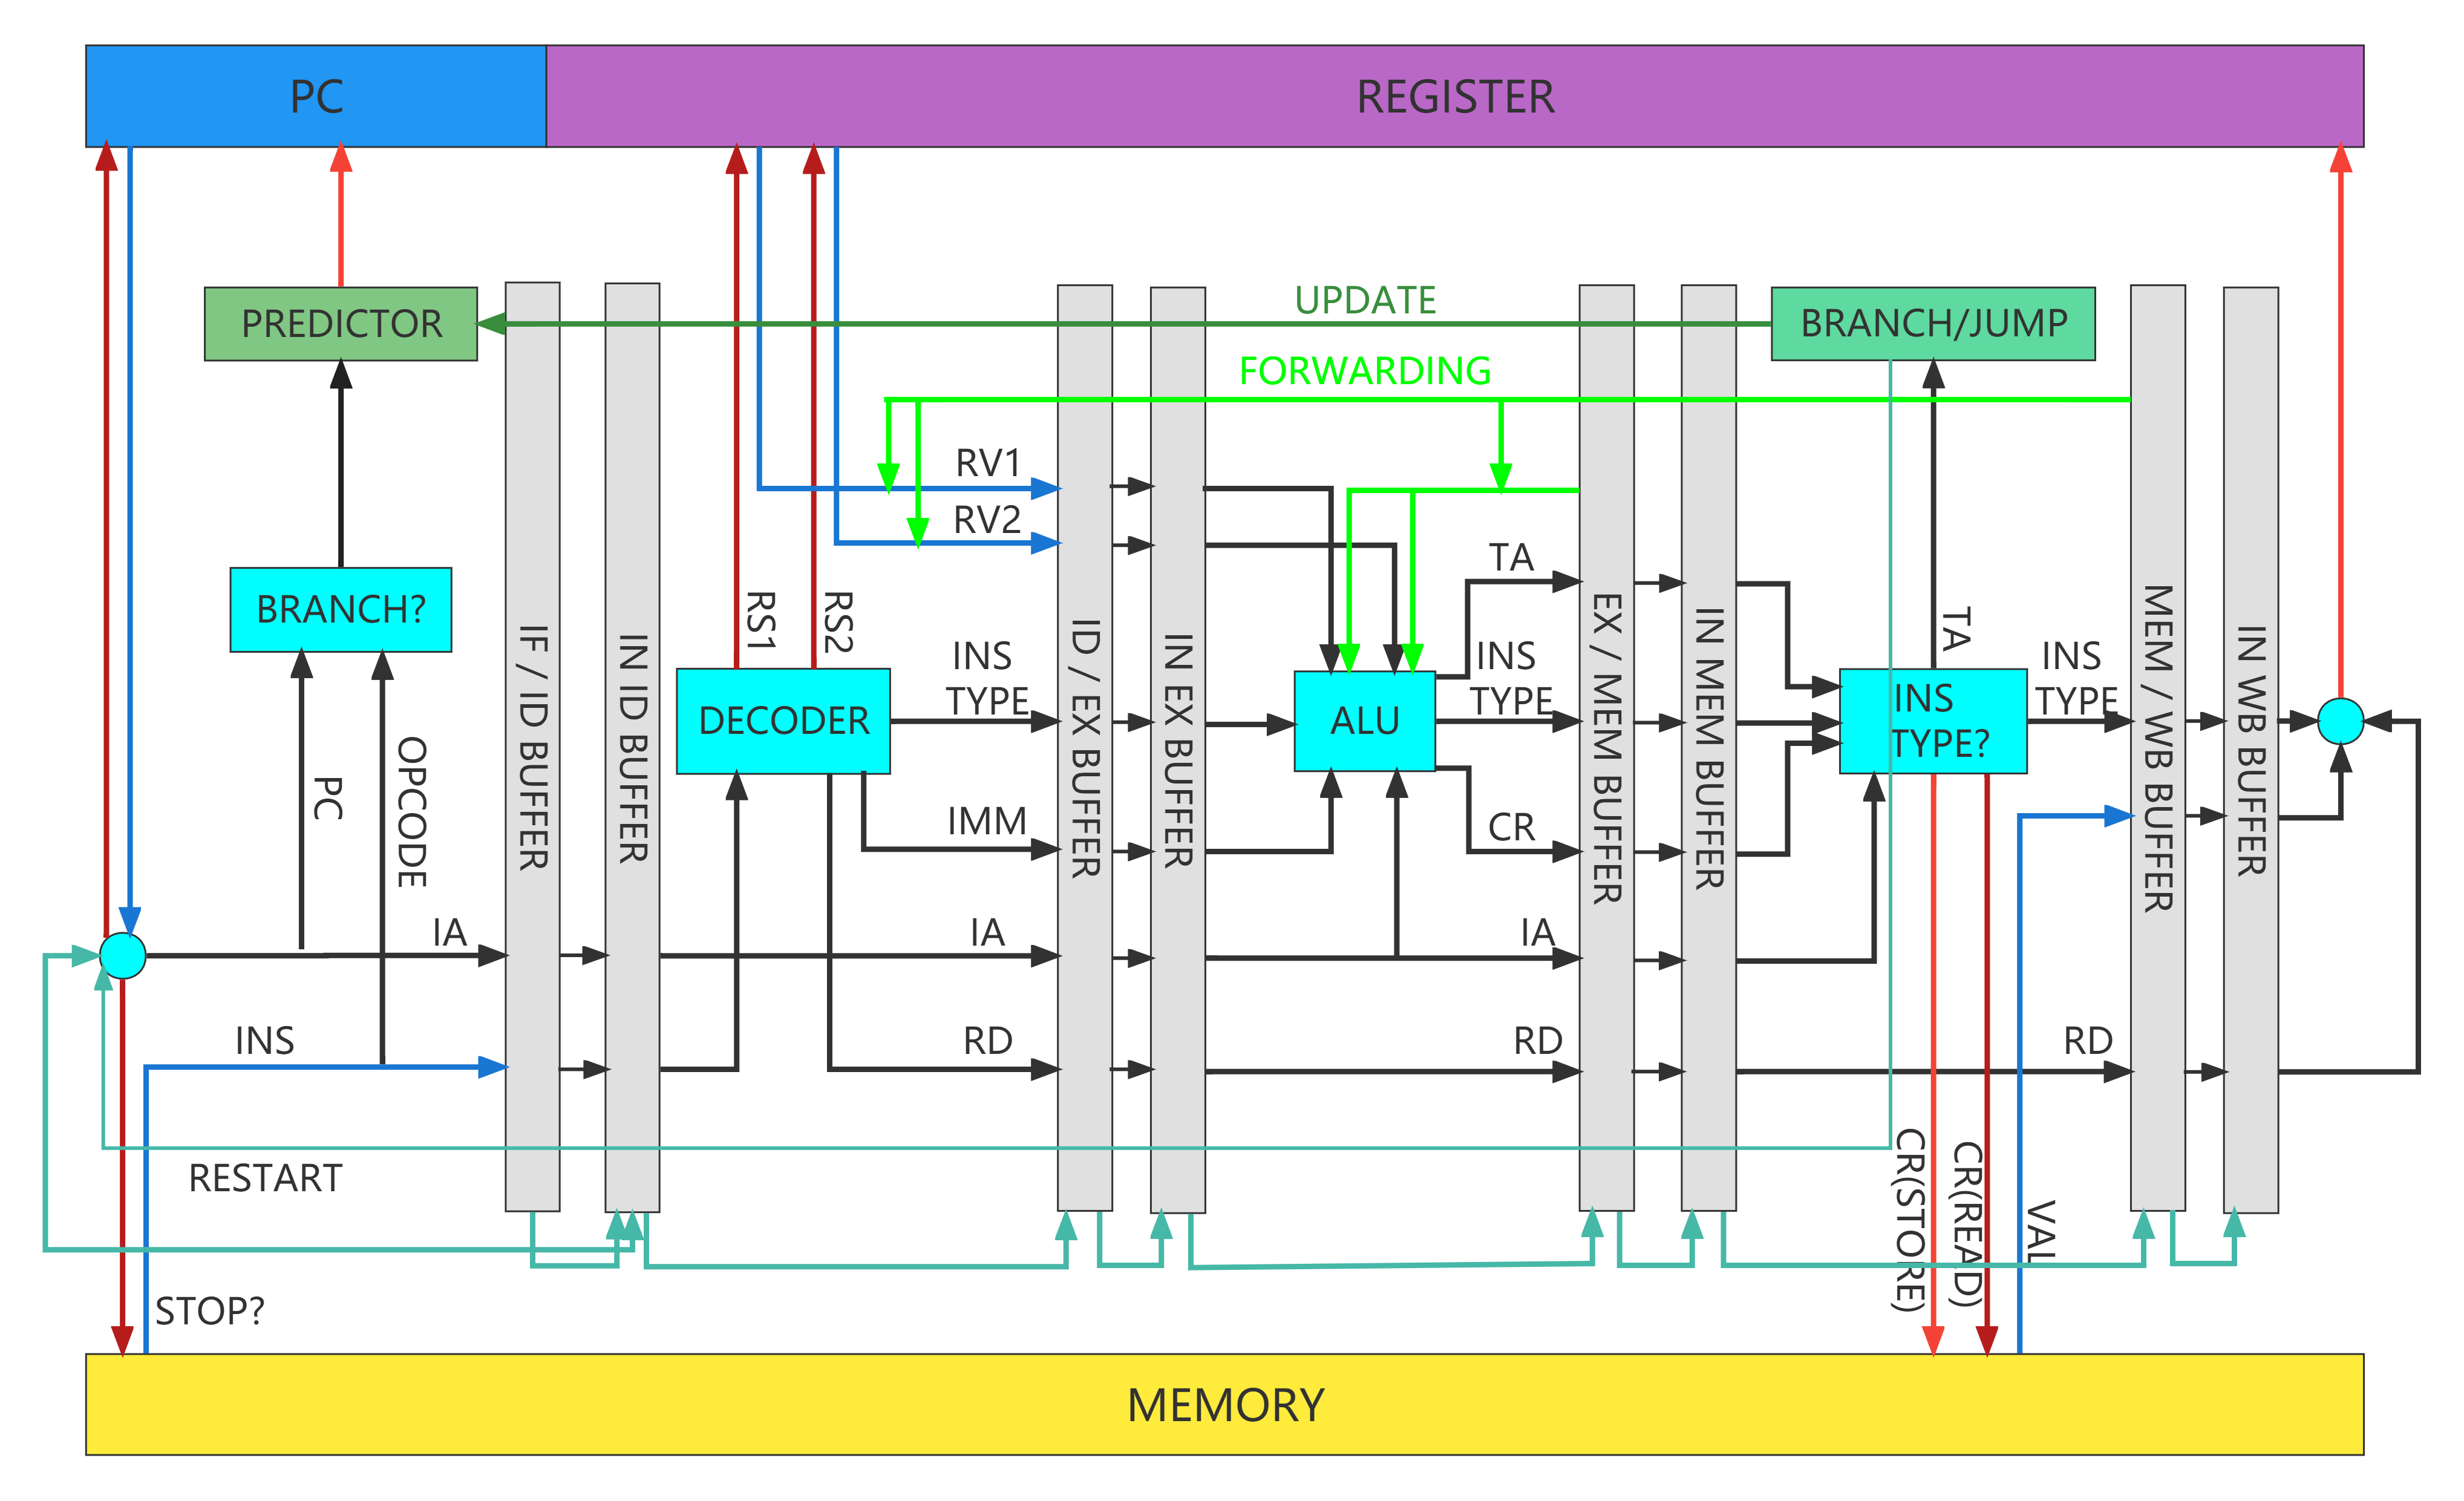 PC
REGISTER
PREDICTOR
UPDATE
BRANCH/JUMP
FORWARDING
RV1
RV2
TA
BRANCH?
RS1
RS2
INS
TYPE
INS
TYPE
TA
INS
TYPE
IF / ID BUFFER
IN ID BUFFER
DECODER
ID / EX BUFFER
IN EX BUFFER
ALU
EX / MEM BUFFER
IN MEM BUFFER
INS
TYPE?
MEM / WB BUFFER
IN WB BUFFER
PC
OPCODE
IMM
CR
IA
IA
IA
INS
RD
RD
RD
RESTART
CR(STORE)
CR(READ)
VAL
STOP?
MEMORY